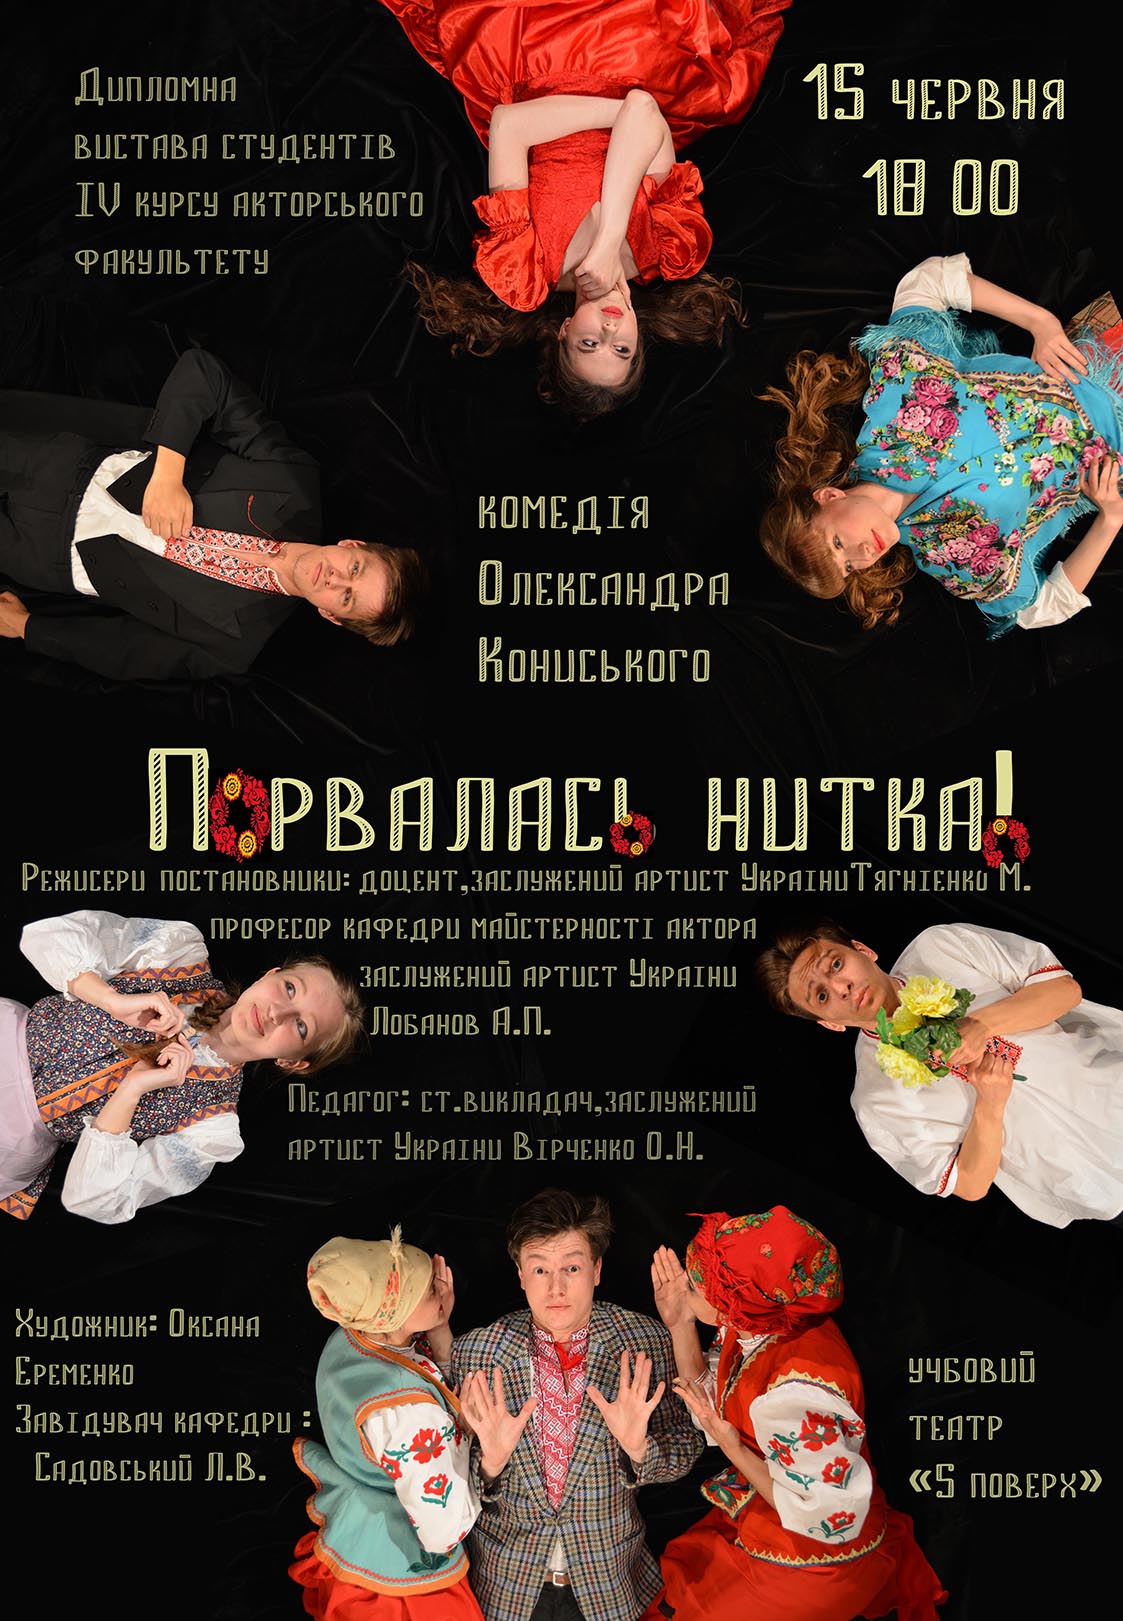 Дипломна
вистава студентів
IV курсу акторського
факультету
15 червня
18 00
комедія
Олександра
Кониського
Порвалась нитка!
Режисери постановники: доцент,заслужений артист УкраїниТягнієнко М.
професор кафедри майстерності актора
заслужений артист України
Лобанов А.П.
Педагог: ст.викладач,заслужений
артист України Вірченко О.Н.
Художник: Оксана
Еременко
Завідувач кафедри :
Садовський Л.В.
учбовий
театр
«5 поверх»